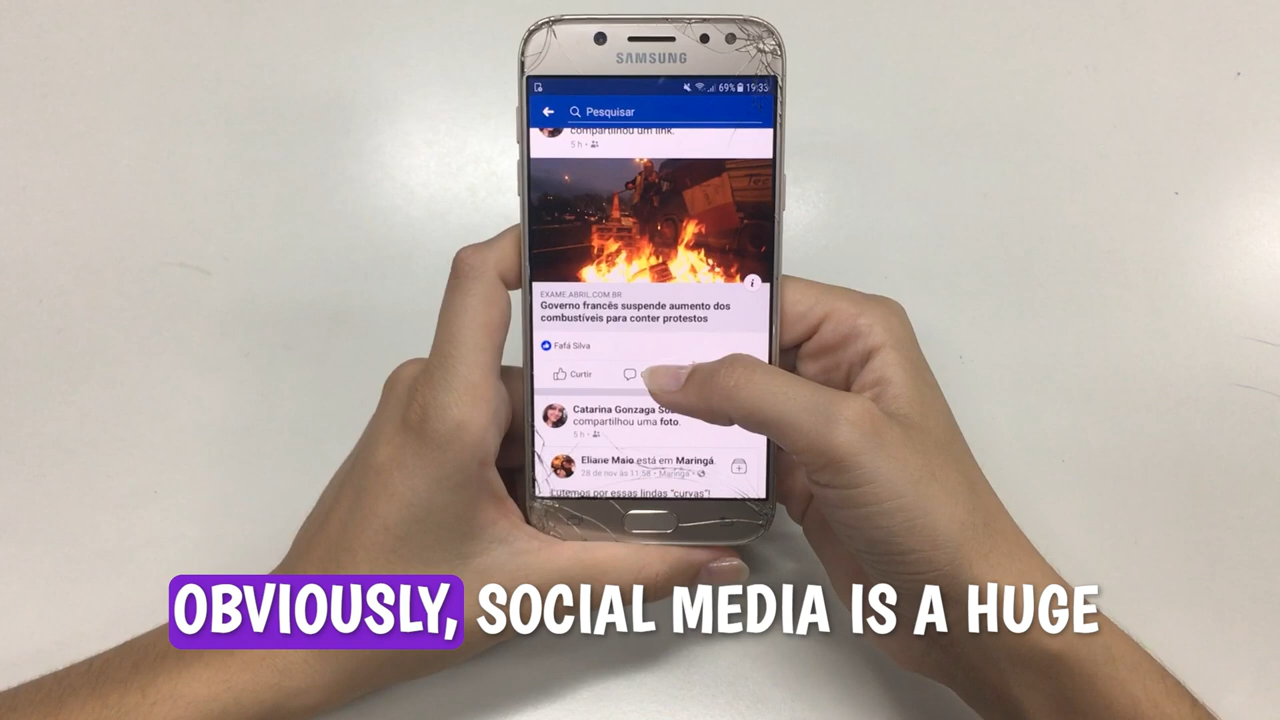 SAMSUNG
69% 19:33
Pesquisar
compartilhou um link.
5 h
EXAME.ABRIL.COM.BR
Governo francês suspende aumento dos
combustíveis para conter protestos
Fafá Silva
Curtir
Catarina Gonzaga
compartilhou uma foto.
5 h
Eliane Maio está em Maringá.
28 de nov às 11:58 • Maringá •
Lutemos por essas lindas "curvas"!
OBVIOUSLY, SOCIAL MEDIA IS A HUGE